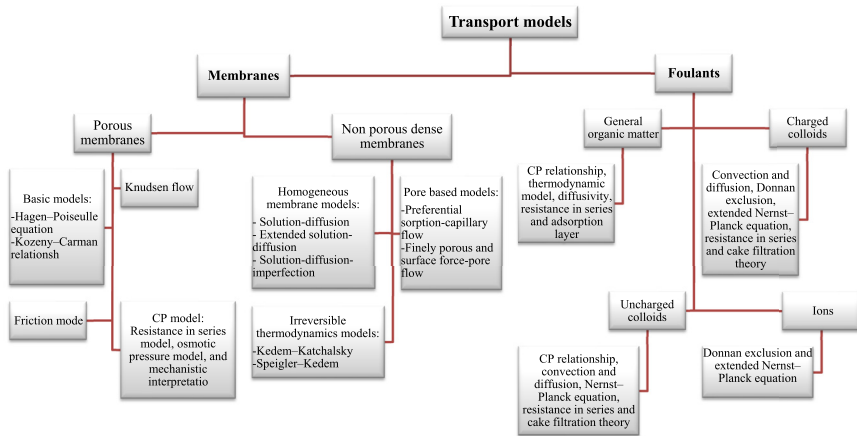 Transport models
Membranes
Foulants
Porous
membranes
Non porous dense
membranes
General
organic matter
Charged
colloids
Basic models:
-Hagen–Poiseulle
equation
-Kozeny–Carman
relationsh
Knudsen flow
Homogeneous
membrane models:
- Solution-diffusion
- Extended solution-
diffusion
- Solution-diffusion-
imperfection
Pore based models:
-Preferential
sorption-capillary
flow
-Finely porous and
surface force-pore
flow
CP relationship,
thermodynamic
model, diffusivity,
resistance in series
and adsorption
layer
Convection and
diffusion, Donnan
exclusion,
extended Nernst–
Planck equation,
resistance in series
and cake filtration
theory
Friction mode
CP model:
Resistance in series
model, osmotic
pressure model, and
mechanistic
interpretatio
Irreversible
thermodynamics models:
-Kedem–Katchalsky
-Speigler–Kedem
Uncharged
colloids
Ions
CP relationship,
convection and
diffusion, Nernst–
Planck equation,
resistance in series and
cake filtration theory
Donnan exclusion and
extended Nernst–
Planck equation